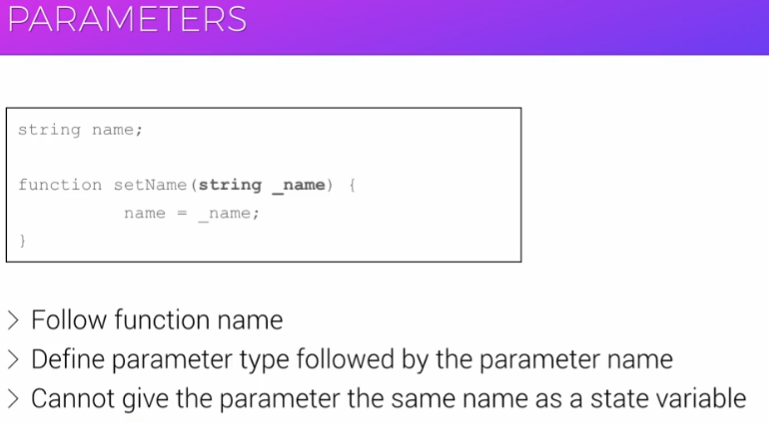 PARAMETERS
string name;
function setName(string _name) {
name = _name;
}
> Follow function name
> Define parameter type followed by the parameter name
> Cannot give the parameter the same name as a state variable